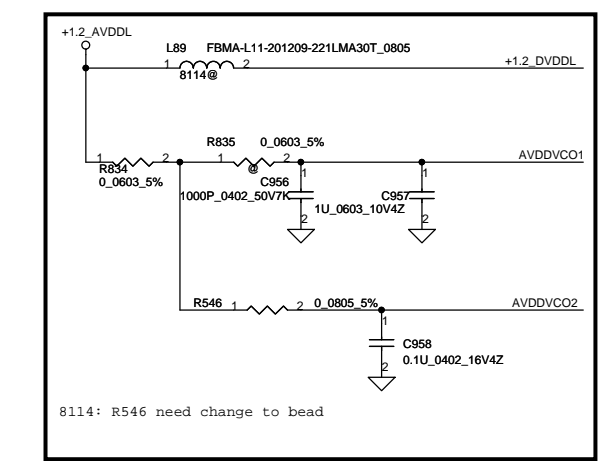 +1.2_AVDDL
L89 FBMA-L11-201209-221LMA30T_0805
1 2 +1.2_DVDDL
8114@
R835 0_0603_5%
1 2 1 2 AVDDVCO1
R834 @
0_0603_5% C956 1 1
1000P_0402_50V7K C957
1U_0603_10V4Z
2 2
R546 1 2 0_0805_5% AVDDVCO2
1
C958
0.1U_0402_16V4Z
2
8114: R546 need change to bead